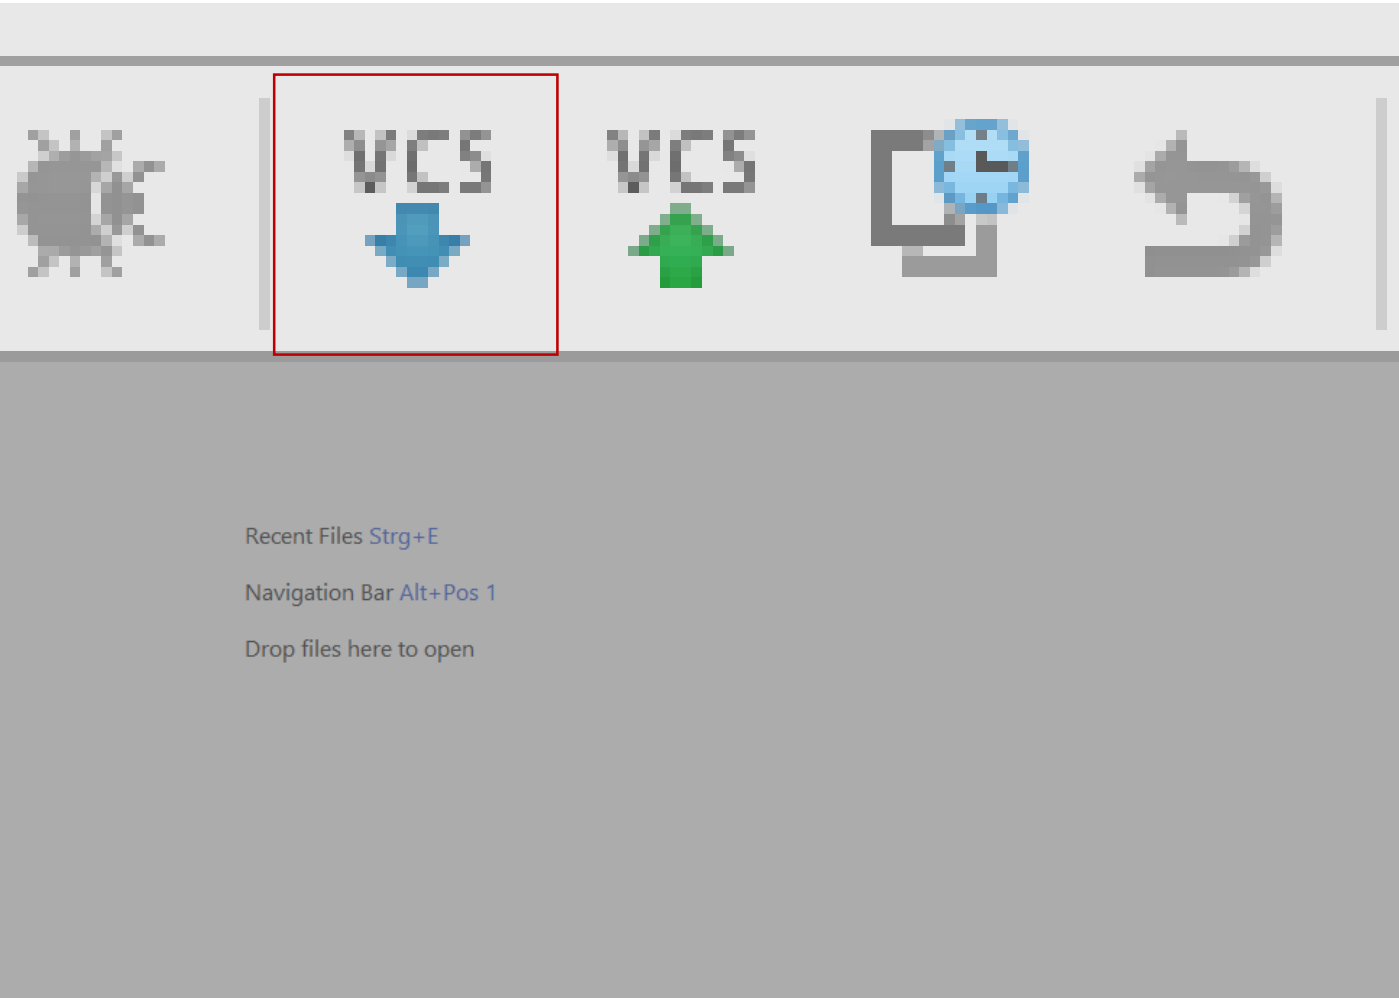 VCS VCS
Recent Files Strg+E
Navigation Bar Alt+Pos 1
Drop files here to open